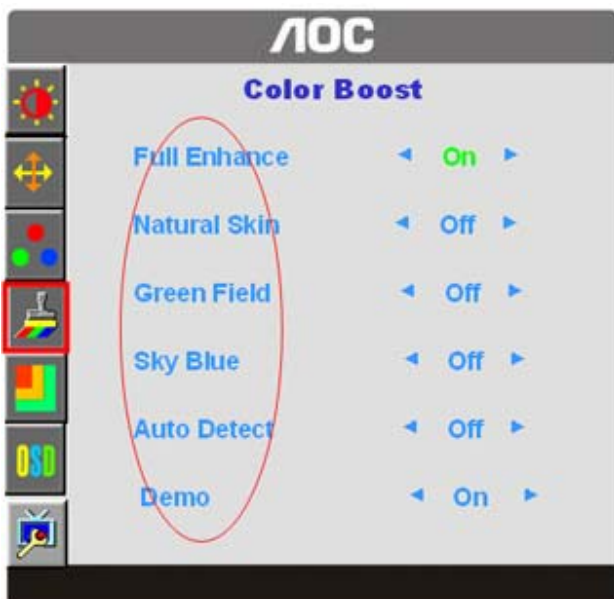 AOC
Color Boost
Full Enhance On
Natural Skin Off
Green Field Off
Sky Blue Off
Auto Detect Off
Demo On
OSD